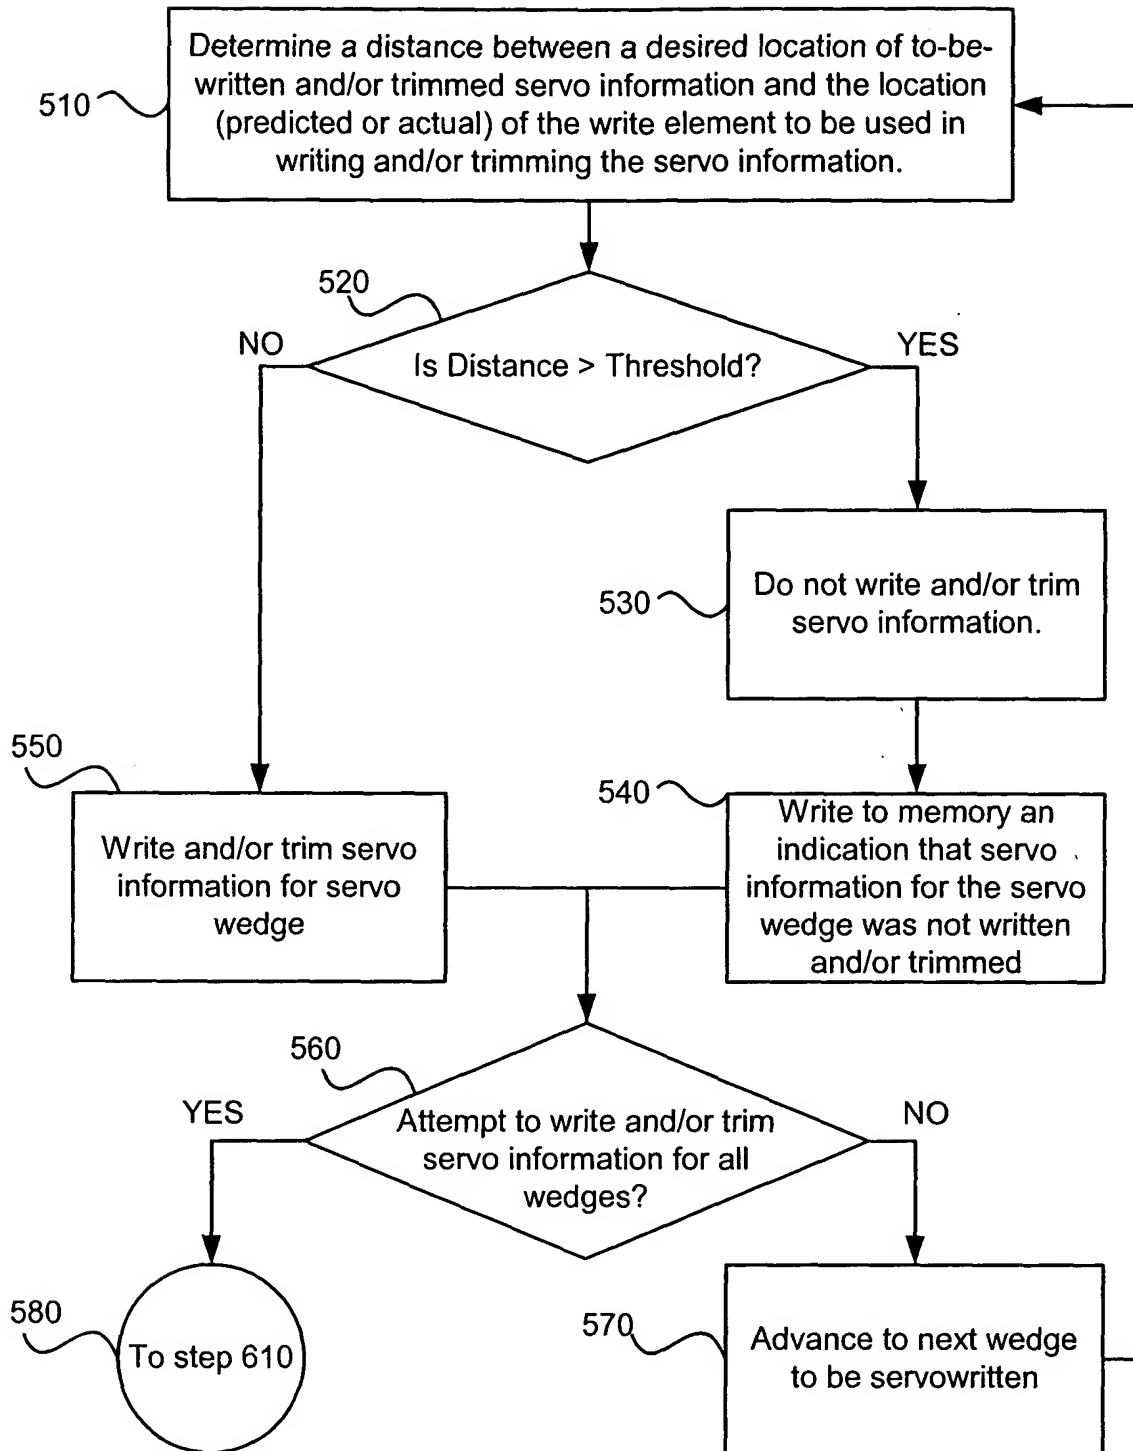 Determine a distance between a desired location of to-be-
written and/or trimmed servo information and the location
(predicted or actual) of the write element to be used in
writing and/or trimming the servo information.
510
520
NO
YES
Is Distance > Threshold?
530
Do not write and/or trim
servo information.
550
540
Write and/or trim servo
information for servo
wedge
Write to memory an
indication that servo
information for the servo
wedge was not written
and/or trimmed
560
YES
NO
Attempt to write and/or trim
servo information for all
wedges?
580
To step 610
570
Advance to next wedge
to be servowritten